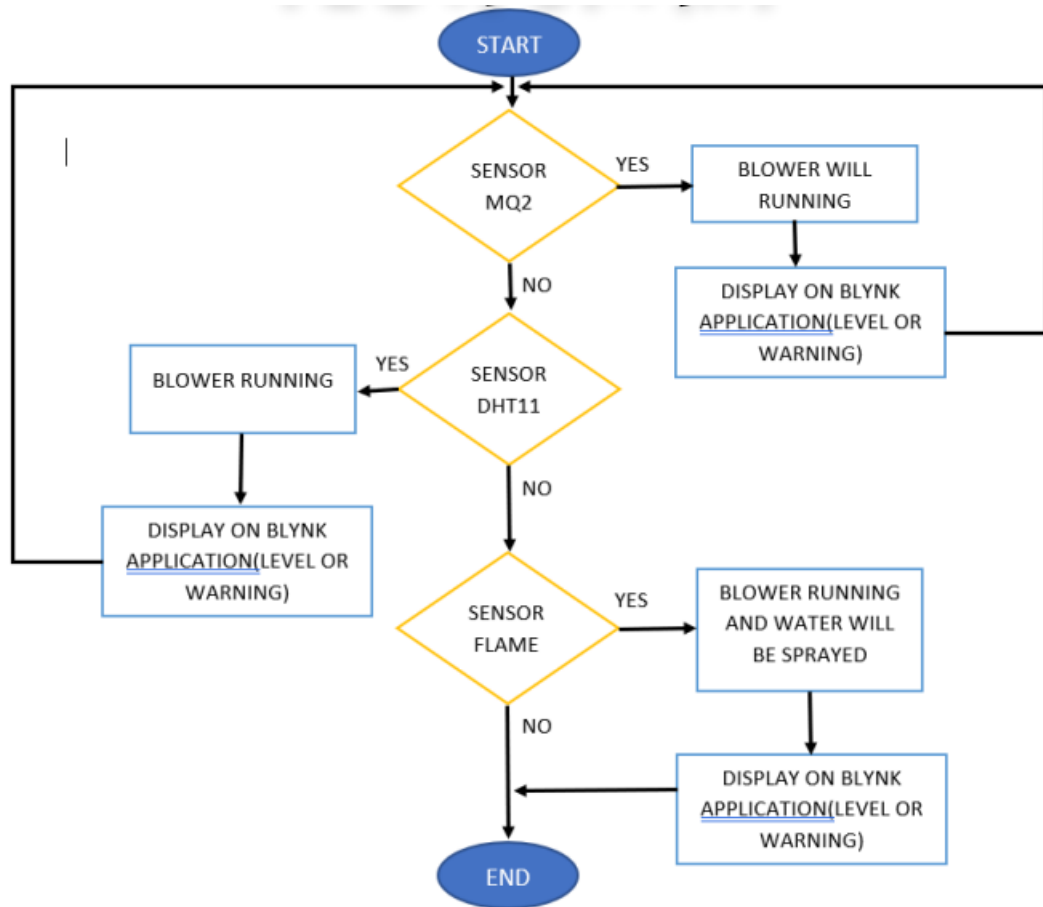 START
SENSOR
MQ2
YES
BLOWER WILL
RUNNING
NO
DISPLAY ON BLYNK
APPLICATION(LEVEL OR
WARNING)
SENSOR
DHT11
YES
BLOWER RUNNING
NO
DISPLAY ON BLYNK
APPLICATION(LEVEL OR
WARNING)
SENSOR
FLAME
YES
BLOWER RUNNING
AND WATER WILL
BE SPRAYED
NO
DISPLAY ON BLYNK
APPLICATION(LEVEL OR
WARNING)
END